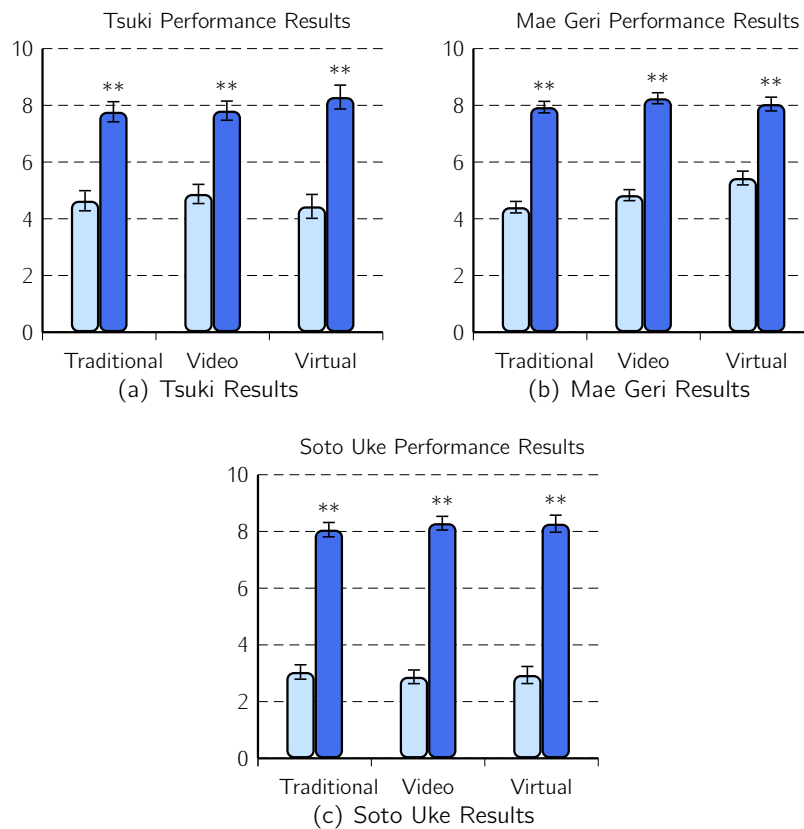 Tsuki Performance Results
10
8
6
4
2
0
** ** **
Traditional Video Virtual
(a) Tsuki Results
Mae Geri Performance Results
10
8
6
4
2
0
** ** **
Traditional Video Virtual
(b) Mae Geri Results
Soto Uke Performance Results
10
8
6
4
2
0
** ** **
Traditional Video Virtual
(c) Soto Uke Results